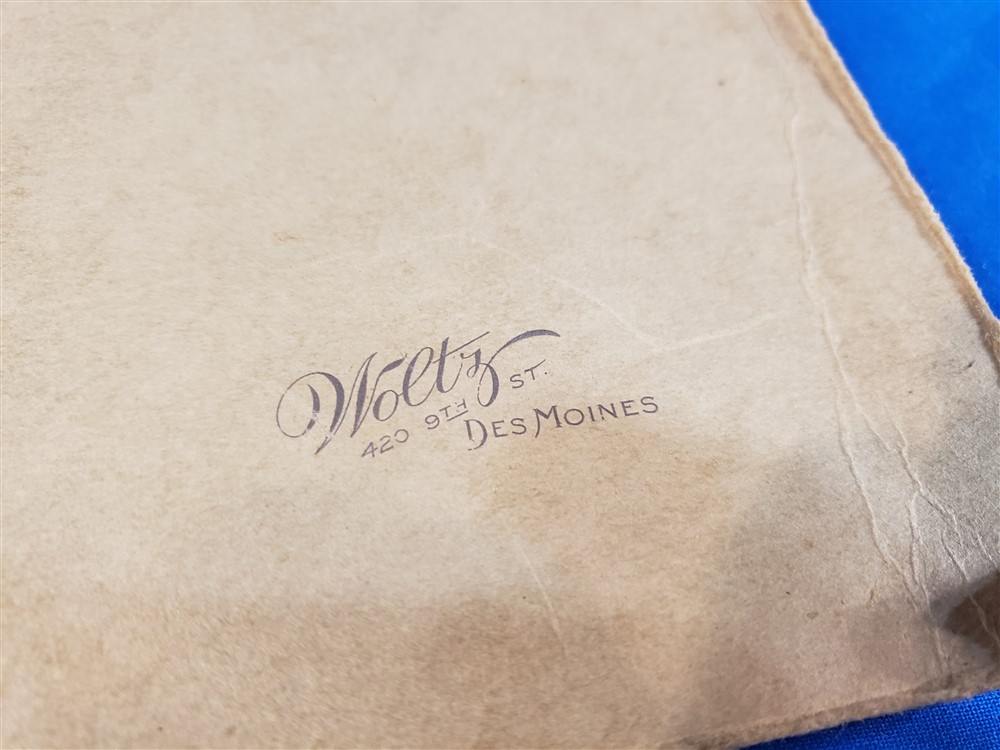 Woltz
420 9TH ST.
DES MOINES